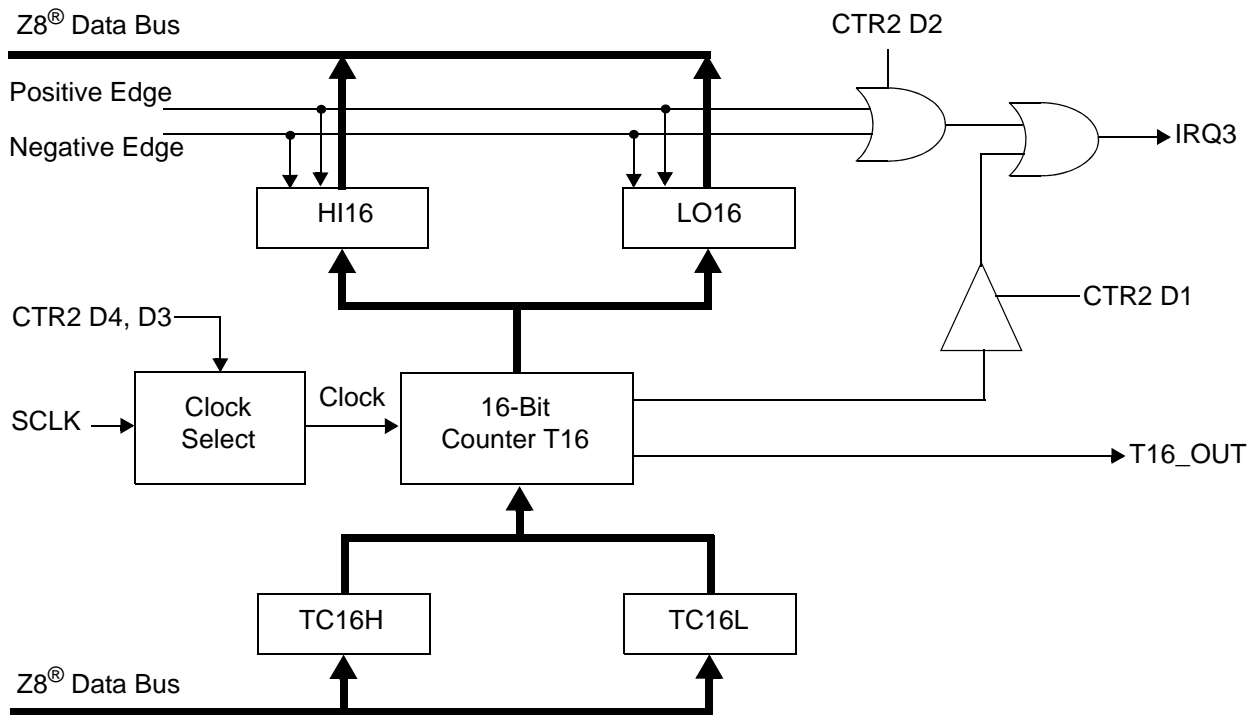 Z8® Data Bus
CTR2 D2
Positive Edge
Negative Edge
IRQ3
HI16
LO16
CTR2 D4, D3
CTR2 D1
SCLK
Clock
Select
Clock
16-Bit
Counter T16
T16_OUT
TC16H
TC16L
Z8® Data Bus